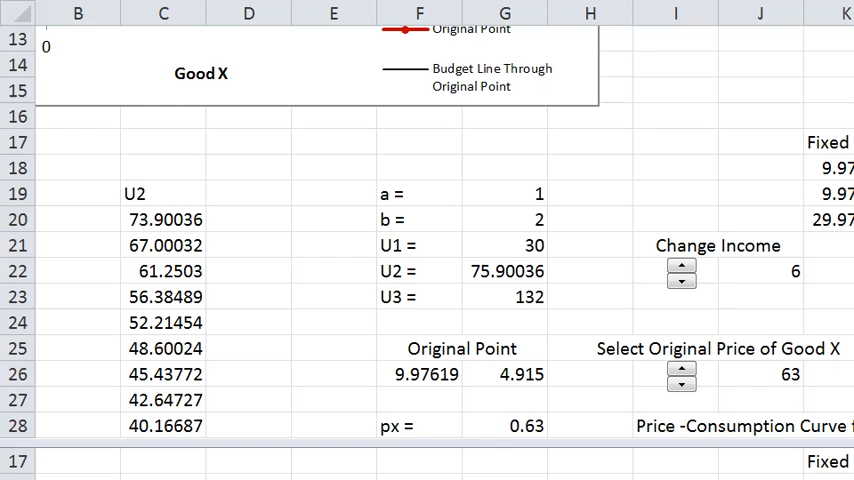 B C D E F G H I J K
13 Original Point
0
14 Good X Budget Line Through
15 Original Point
16
17 Fixed
18 9.97
19 U2 a = 1 9.97
20 73.90036 b = 2 29.97
21 67.00032 U1 = 30 Change Income
22 61.2503 U2 = 75.90036 6
23 56.38489 U3 = 132
24 52.21454
25 48.60024 Original Point Select Original Price of Good X
26 45.43772 9.97619 4.915 63
27 42.64727
28 40.16687 px = 0.63 Price -Consumption Curve f
17 Fixed